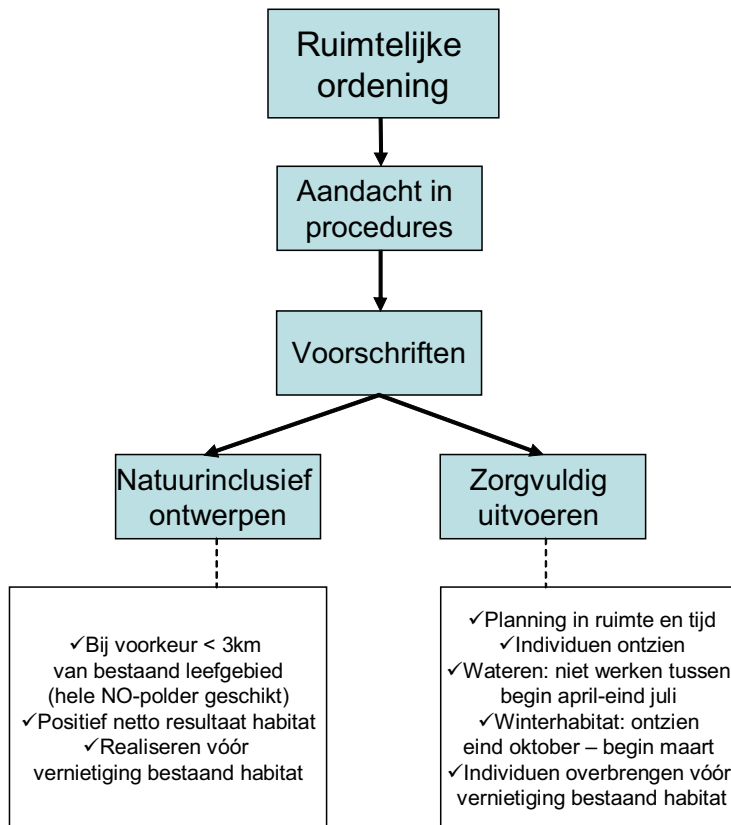 Ruimtelijke
ordening
Aandacht in
procedures
Voorschriften
Natuurinclusief
ontwerpen
Zorgvuldig
uitvoeren
✓Bij voorkeur < 3km
van bestaand leefgebied
(hele NO-polder geschikt)
✓Positief netto resultaat habitat
✓Realiseren vóór
vernietiging bestaand habitat
✓Planning in ruimte en tijd
✓Individuen ontzien
✓Wateren: niet werken tussen
begin april-eind juli
✓Winterhabitat: ontzien
eind oktober – begin maart
✓Individuen overbrengen vóór
vernietiging bestaand habitat